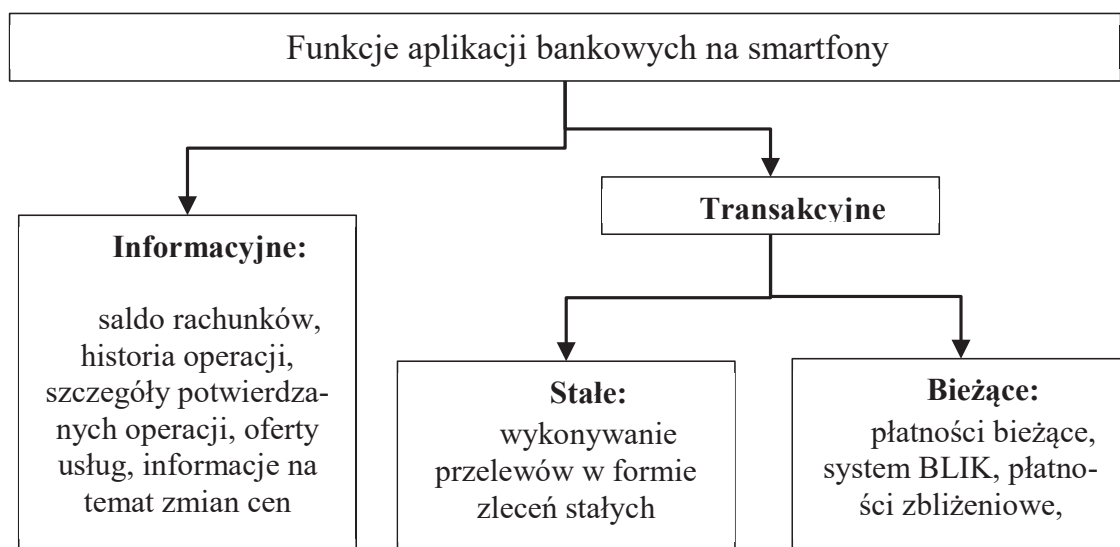 Funkcje aplikacji bankowych na smartfony
Transakcyjne
Informacyjne:
saldo rachunków,
historia operacji,
szczegóły potwierdza-
nych operacji, oferty
usług, informacje na
temat zmian cen
Stałe:
wykonywanie
przelewów w formie
zleceń stałych
Bieżące:
płatności bieżące,
system BLIK, płatno-
ści zbliżeniowe,